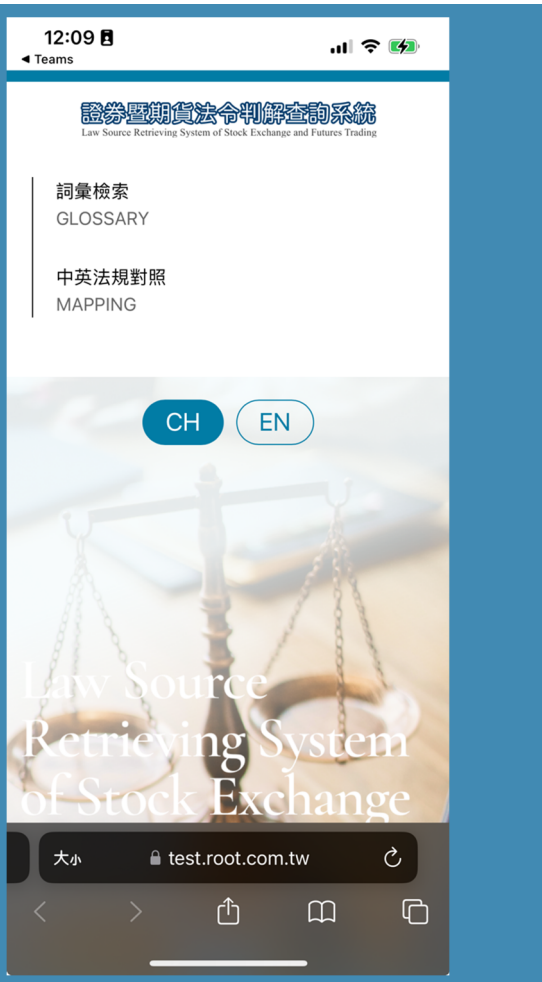 12:09
◀ Teams
證券暨期貨法令判解查詢系統
Law Source Retrieving System of Stock Exchange and Futures Trading
詞彙檢索
GLOSSARY
中英法規對照
MAPPING
CH EN
Law Source
Retrieving System
of Stock Exchange
大小 test.root.com.tw